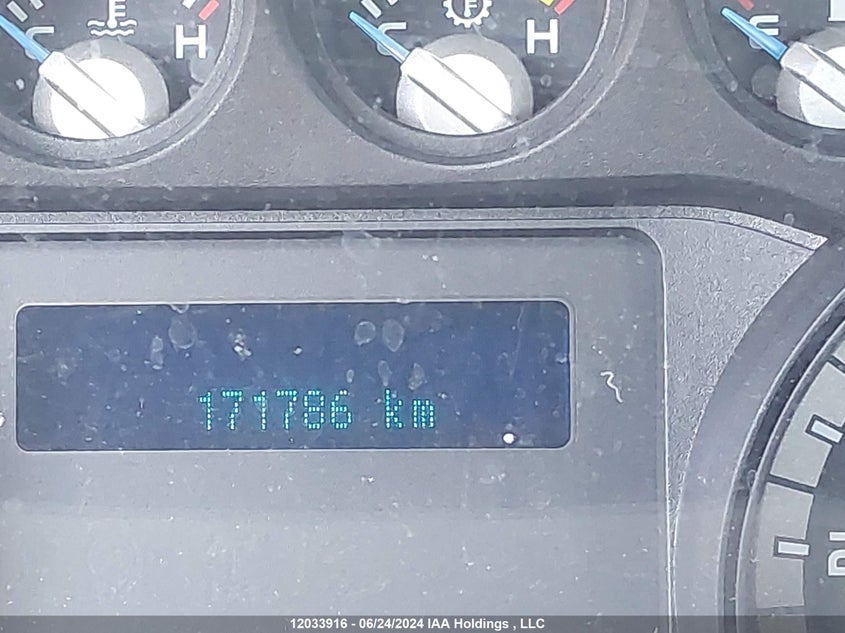 H
H
171786 km
12033916 - 06/24/2024 IAA Holdings , LLC